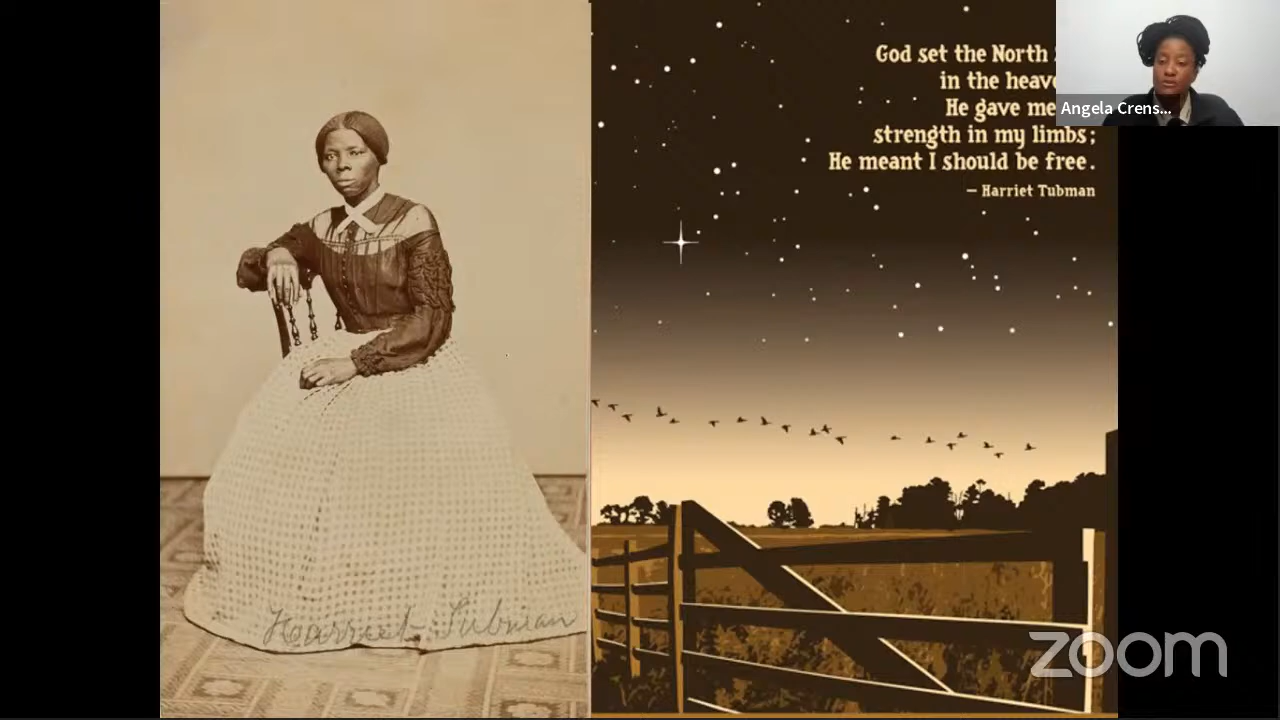 God set the North
in the heave
He gave me
strength in my limbs;
He meant I should be free.
— Harriet Tubman
Angela Crens...
Harriet Tubman
zoom